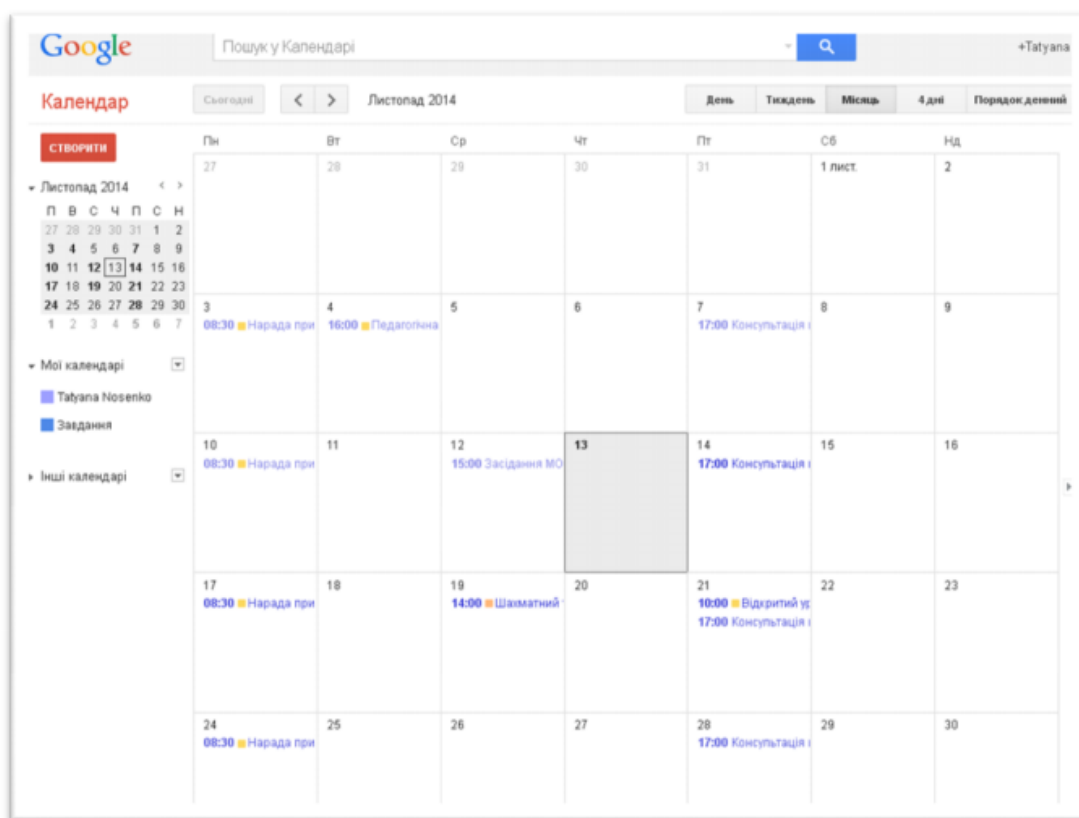 Google Пошук у Календарі +Tatyana
Календар Сьогодні Листопад 2014 День Тиждень Місяць 4 дні Порядок денний
СТВОРИТИ
Листопад 2014
П В С Ч П С Н
27 28 29 30 31 1 2
3 4 5 6 7 8 9
10 11 12 13 14 15 16
17 18 19 20 21 22 23
24 25 26 27 28 29 30
1 2 3 4 5 6 7
Мої календарі
Tatyana Nosenko
Завдання
Інші календарі
Пн Вт Ср Чт Пт Сб Нд
27 28 29 30 31 1 лист. 2
3 4 5 6 7 8 9
08:30 Нарада при 16:00 Педагогічна 17:00 Консультація
10 11 12 13 14 15 16
08:30 Нарада при 15:00 Засідання МО 17:00 Консультація
17 18 19 20 21 22 23
08:30 Нарада при 14:00 Шахматний 10:00 Відкритий ур
17:00 Консультація
24 25 26 27 28 29 30
08:30 Нарада при 17:00 Консультація